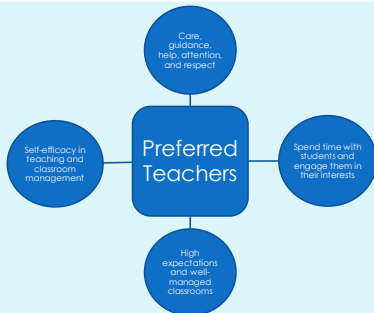 Care,
guidance,
help, attention,
and respect
Self-efficacy in
teaching and
classroom
management
Preferred
Teachers
Spend time with
students and
engage them in
their interests
High
expectations
and well-
managed
classrooms